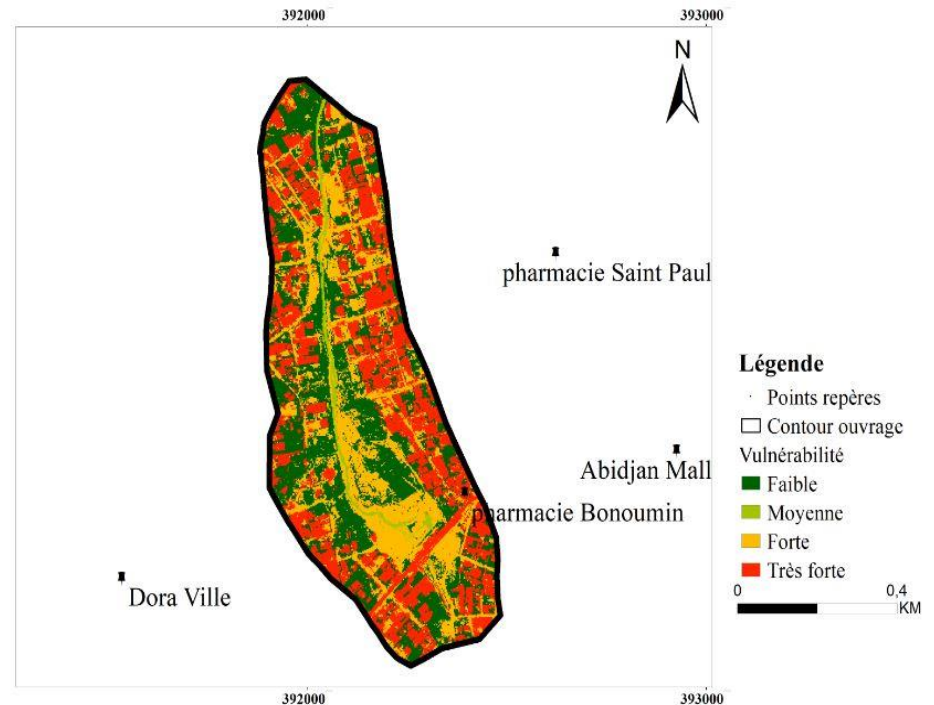 392000
393000
N
pharmacie Saint Paul
Abidjan Mall
pharmacie Bonoumin
Dora Ville
Légende
Points repères
Contour ouvrage
Vulnérabilité
Faible
Moyenne
Forte
Très forte
0 0,4
KM
392000
393000